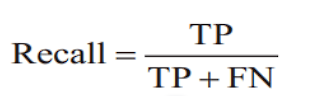 Recall = TP / (TP + FN)